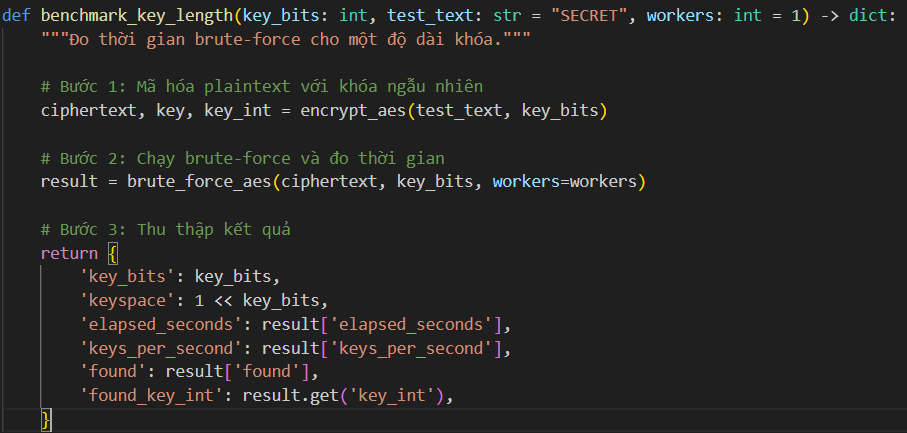 def benchmark_key_length(key_bits: int, test_text: str = "SECRET", workers: int = 1) -> dict:
    """Đo thời gian brute-force cho một độ dài khóa."""

    # Bước 1: Mã hóa plaintext với khóa ngẫu nhiên
    ciphertext, key, key_int = encrypt_aes(test_text, key_bits)

    # Bước 2: Chạy brute-force và đo thời gian
    result = brute_force_aes(ciphertext, key_bits, workers=workers)

    # Bước 3: Thu thập kết quả
    return {
        'key_bits': key_bits,
        'keyspace': 1 << key_bits,
        'elapsed_seconds': result['elapsed_seconds'],
        'keys_per_second': result['keys_per_second'],
        'found': result['found'],
        'found_key_int': result.get('key_int'),
    }